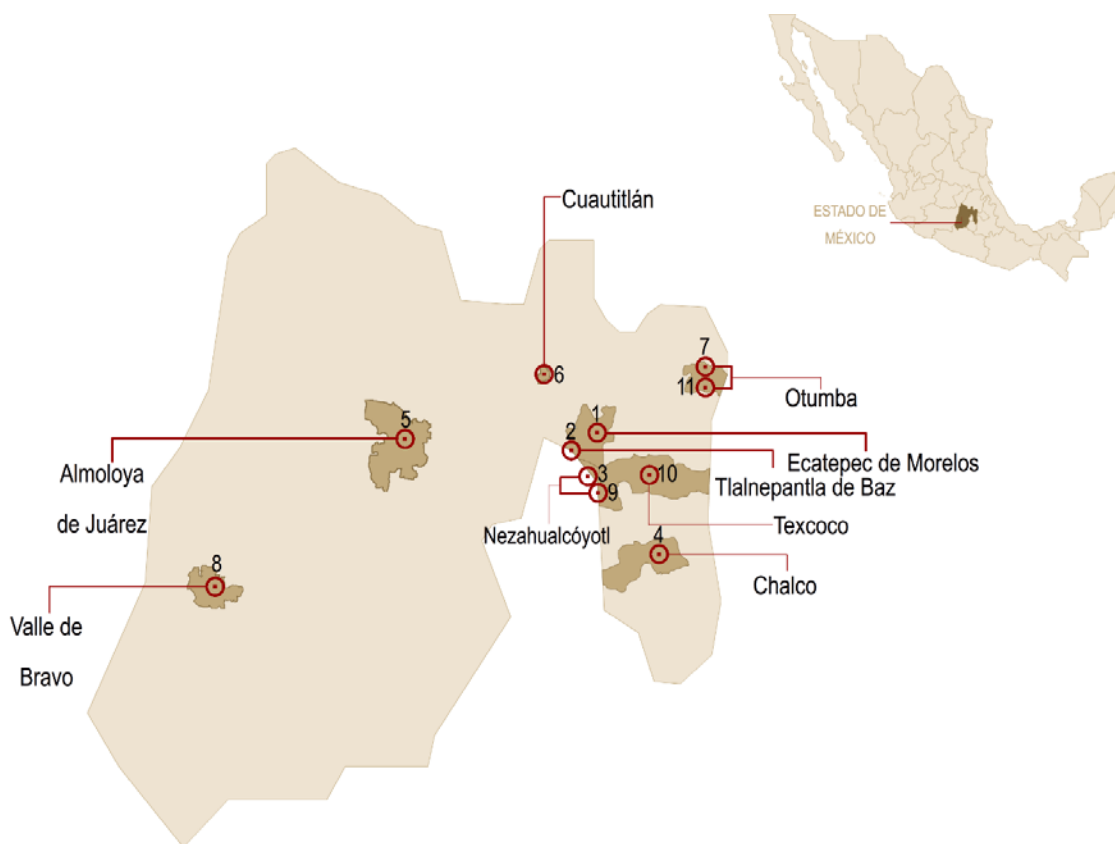 ESTADO DE
MÉXICO
Cuautitlán
6
7
11
Otumba
1
2
5
Almoloya
de Juárez
Ecatepec de Morelos
Tlalnepantla de Baz
3
10
9
Nezahualcóyotl
Texcoco
4
Chalco
8
Valle de
Bravo